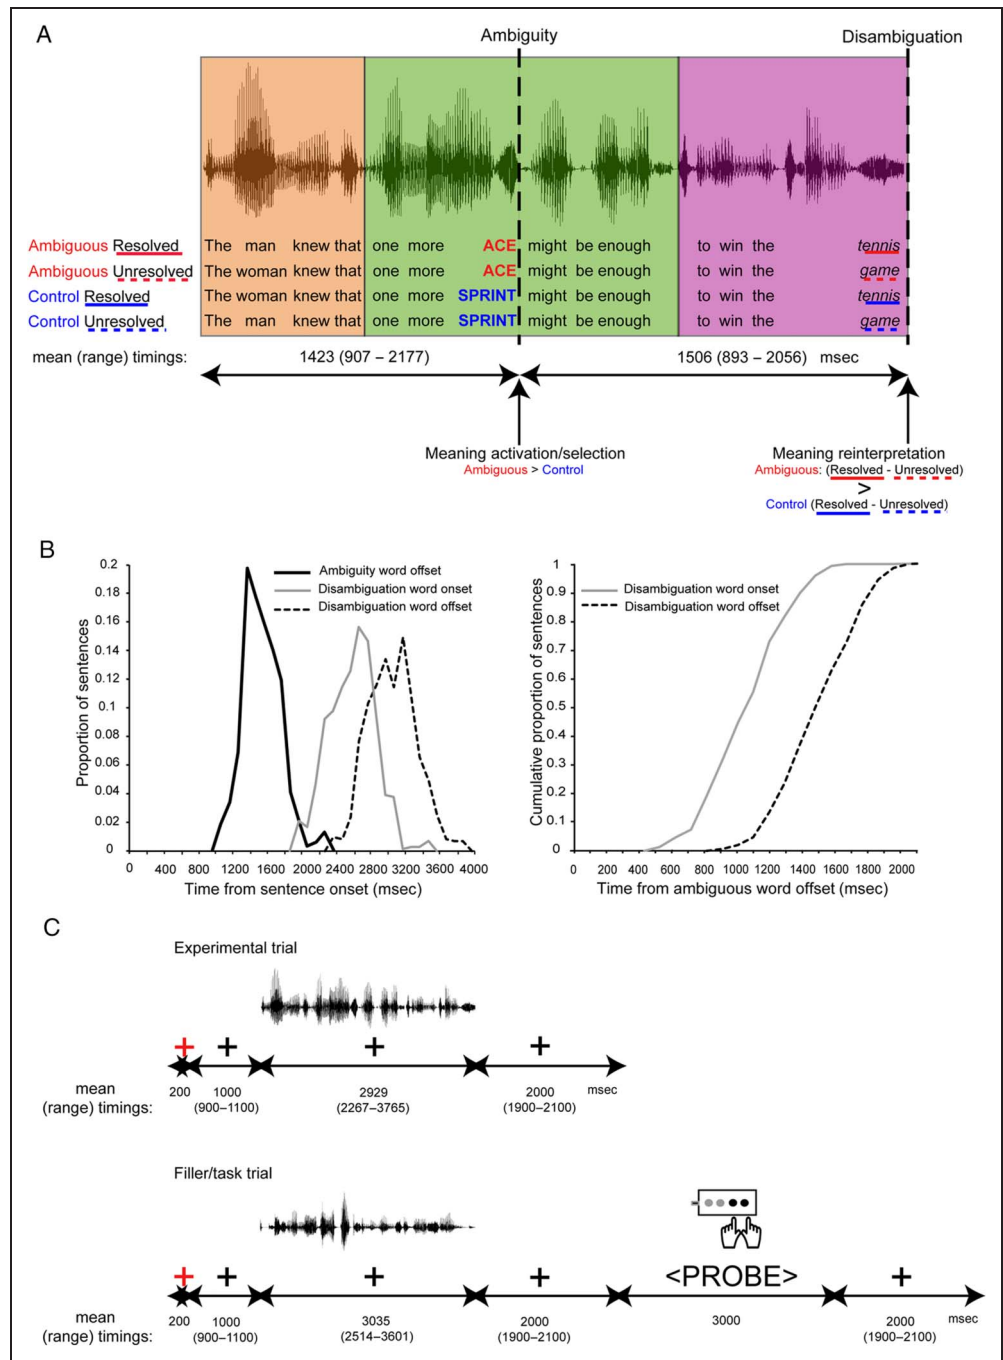 A
Ambiguity
Disambiguation
Ambiguous Resolved The man knew that one more ACE might be enough to win the tennis
Ambiguous Unresolved The woman knew that one more ACE might be enough to win the game
Control Resolved The woman knew that one more SPRINT might be enough to win the tennis
Control Unresolved The man knew that one more SPRINT might be enough to win the game
mean (range) timings: 1423 (907 – 2177) 1506 (893 – 2056) msec
Meaning activation/selection
Ambiguous > Control
Meaning reinterpretation
Ambiguous: (Resolved - Unresolved)
>
Control (Resolved - Unresolved)
B
Proportion of sentences
0.2
0.18
0.16
0.14
0.12
0.1
0.08
0.06
0.04
0.02
0
Ambiguity word offset
Disambiguation word onset
Disambiguation word offset
0 400 800 1200 1600 2000 2400 2800 3200 3600 4000
Time from sentence onset (msec)
Cumulative proportion of sentences
1
0.9
0.8
0.7
0.6
0.5
0.4
0.3
0.2
0.1
0
Disambiguation word onset
Disambiguation word offset
0 200 400 600 800 1000 1200 1400 1600 1800 2000
Time from ambiguous word offset (msec)
C
Experimental trial
mean
(range) timings:
200 1000 2929 2000 msec
(900–1100) (2267–3765) (1900–2100)
Filler/task trial
<PROBE>
mean
(range) timings:
200 1000 3035 2000 3000 2000 msec
(900–1100) (2514–3601) (1900–2100) (1900–2100)